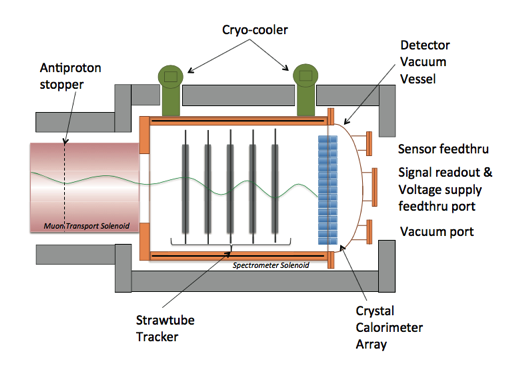 Cryo-cooler
Detector
Vacuum
Vessel
Antiproton
stopper
Sensor feedthru
Signal readout &
Voltage supply
feedthru port
Vacuum port
Muon Transport Solenoid
Spectrometer Solenoid
Strawtube
Tracker
Crystal
Calorimeter
Array